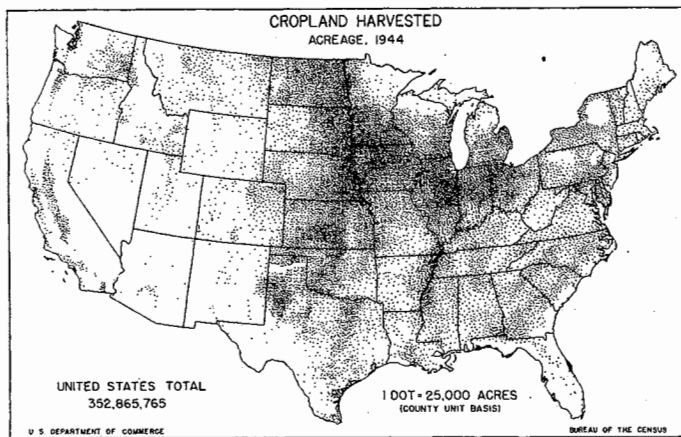 CROPLAND HARVESTED
ACREAGE, 1944
UNITED STATES TOTAL
352,865,765
1 DOT = 25,000 ACRES
(COUNTY UNIT BASIS)
U. S. DEPARTMENT OF COMMERCE
BUREAU OF THE CENSUS